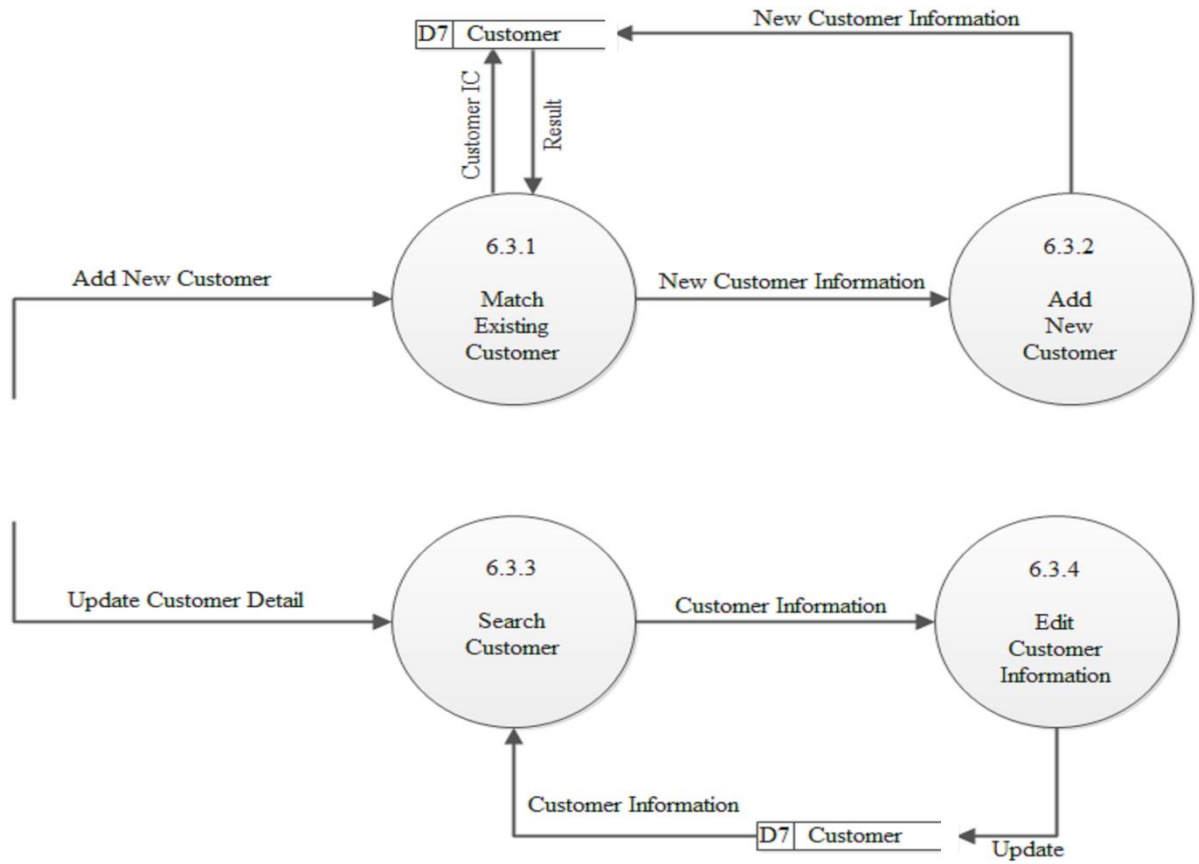 New Customer Information
D7 Customer
Customer IC
Result
6.3.1
Match
Existing
Customer
6.3.2
Add
New
Customer
Add New Customer
New Customer Information
6.3.3
Search
Customer
6.3.4
Edit
Customer
Information
Update Customer Detail
Customer Information
Customer Information
D7 Customer
Update